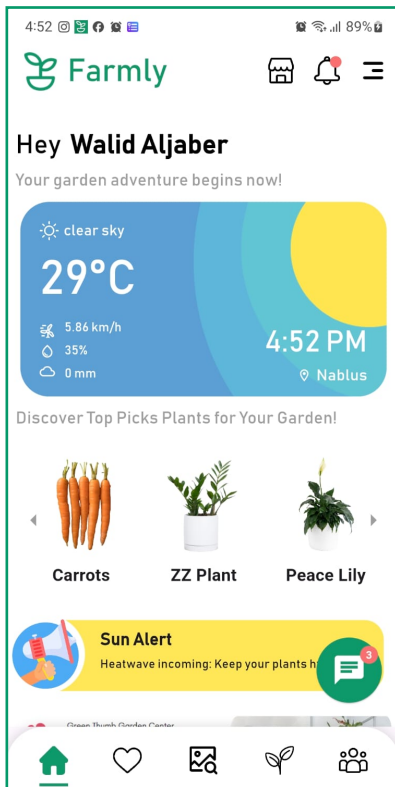 4:52
89%
Farmly
Hey Walid Aljaber
Your garden adventure begins now!
clear sky
29°C
5.86 km/h
35%
0 mm
4:52 PM
Nablus
Discover Top Picks Plants for Your Garden!
Carrots
ZZ Plant
Peace Lily
Sun Alert
Heatwave incoming: Keep your plants
3
Green Thumb Garden Center